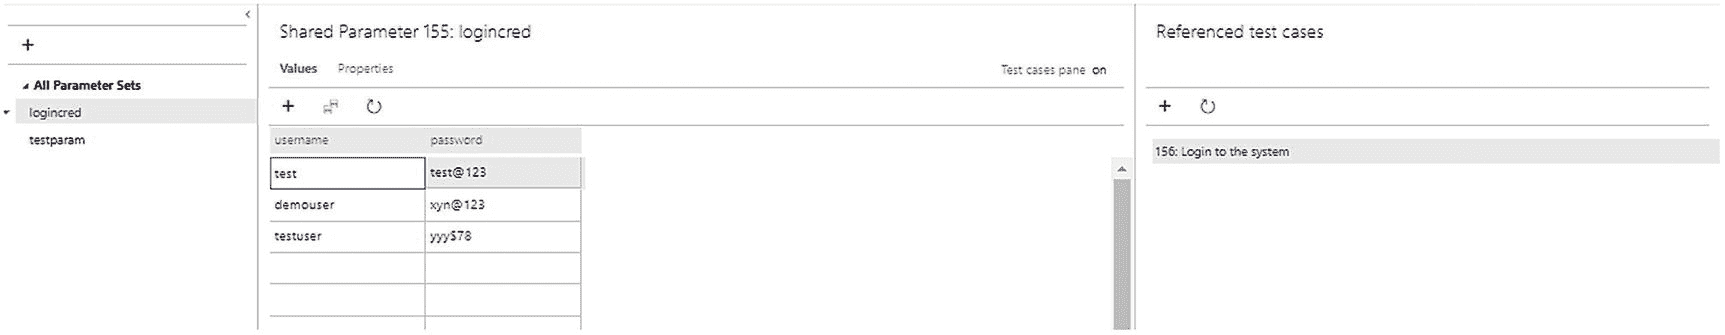 All Parameter Sets
logincred
testparam
Shared Parameter 155: logincred
Values Properties
Test cases pane on
username password
test test@123
demouser xyn@123
testuser yyy$78
Referenced test cases
156: Login to the system